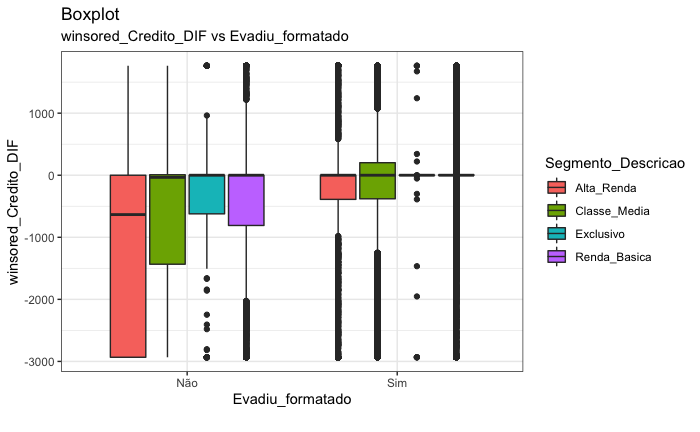 Boxplot
winsored_Credito_DIF vs Evadiu_formatado
winsored_Credito_DIF
1000
0
-1000
-2000
-3000
Não
Sim
Evadiu_formatado
Segmento_Descricao
Alta_Renda
Classe_Media
Exclusivo
Renda_Basica